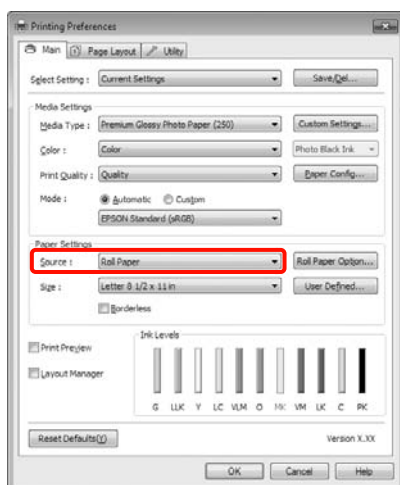 Printing Preferences
Main Page Layout Utility
Select Setting : Current Settings Save/Del...
Media Settings
Media Type : Premium Glossy Photo Paper (250) Custom Settings...
Color : Color Photo Black Ink
Print Quality : Quality Paper Config...
Mode : Automatic Custom
EPSON Standard (sRGB)
Paper Settings
Source : Roll Paper Roll Paper Option...
Size : Letter 8 1/2 x 11 in User Defined...
Borderless
Ink Levels
Print Preview
Layout Manager
G LLK Y LC VLM O MK VM LK C PK
Reset Defaults(Y) Version X.XX
OK Cancel Help